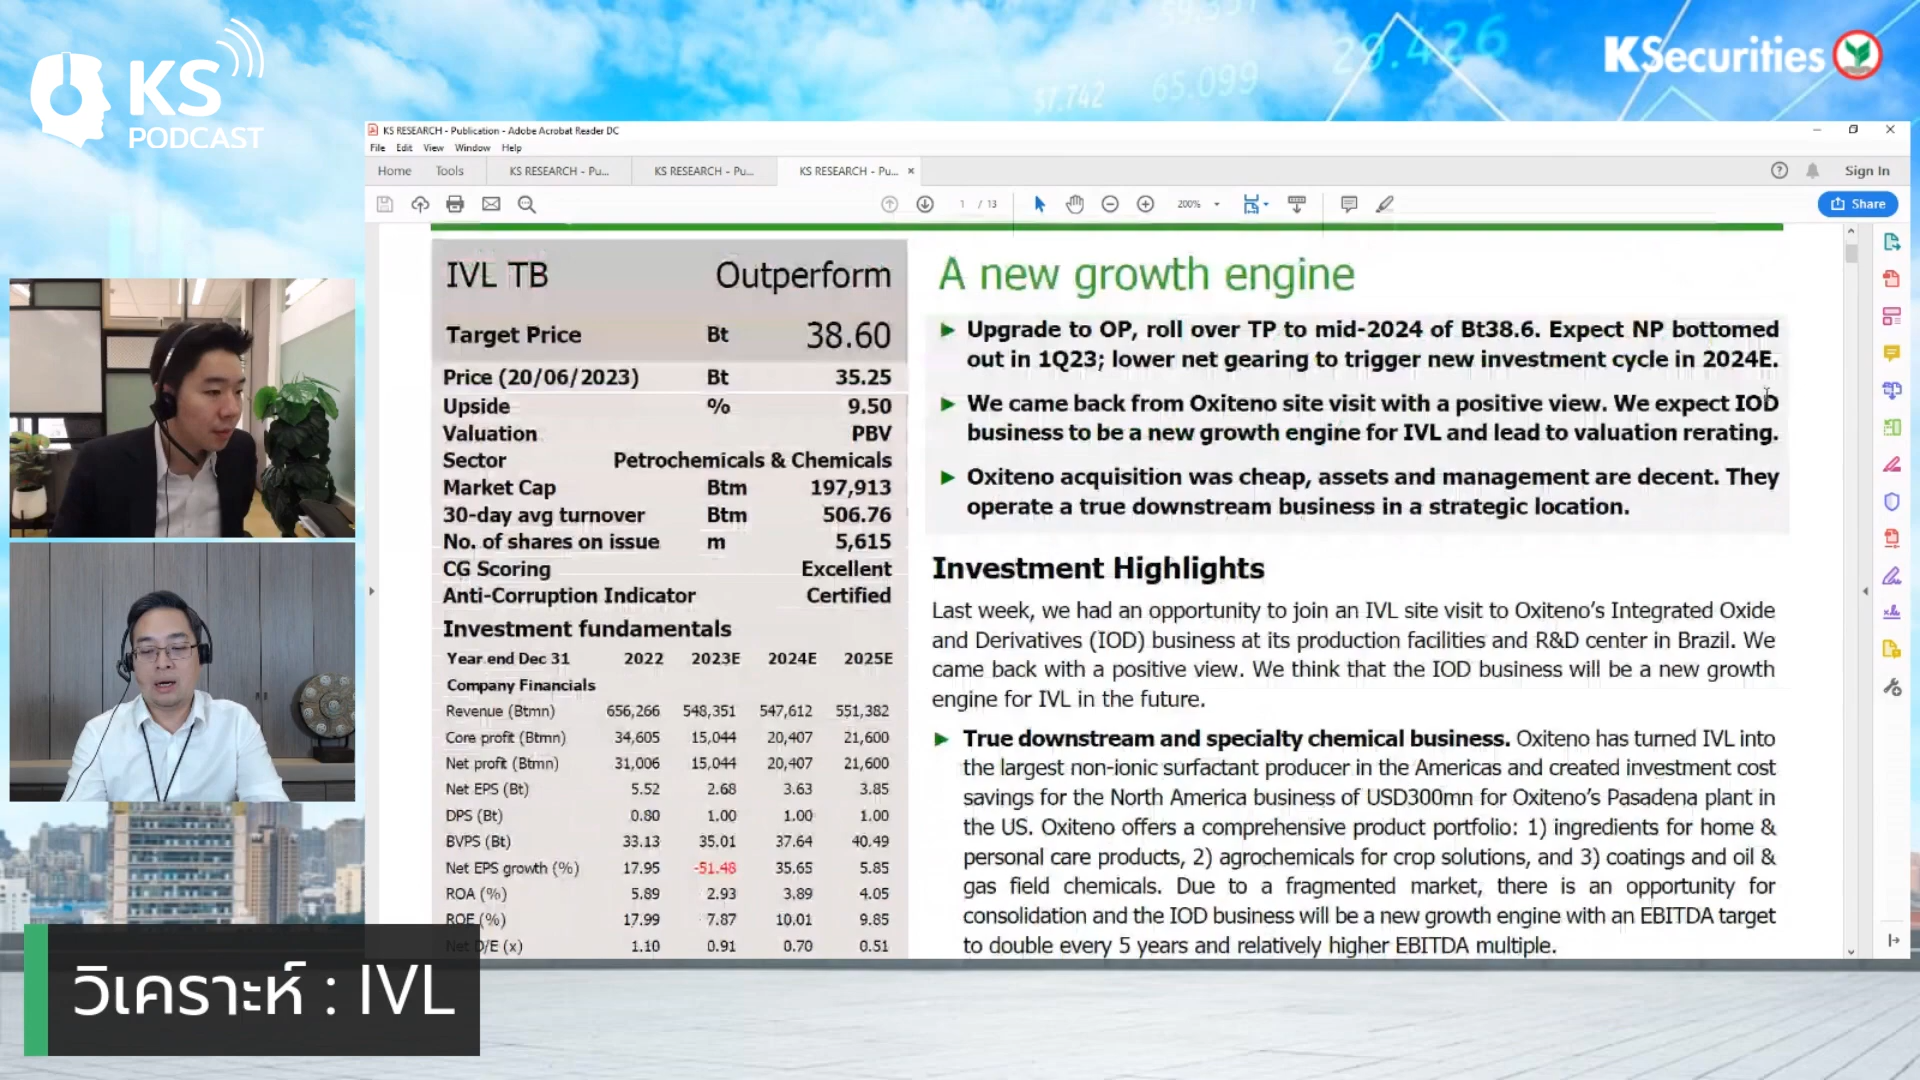 KS
PODCAST
57.742
65.099
29.426
KSecurities
KS RESEARCH - Publication - Adobe Acrobat Reader DC
File Edit View Window Help
Home Tools KS RESEARCH - Pu... KS RESEARCH - Pu... KS RESEARCH - Pu... × Sign In
1 / 13 200% Share
IVL TB Outperform
Target Price Bt 38.60
Price (20/06/2023) Bt 35.25
Upside % 9.50
Valuation PBV
Sector Petrochemicals & Chemicals
Market Cap Btm 197,913
30-day avg turnover Btm 506.76
No. of shares on issue m 5,615
CG Scoring Excellent
Anti-Corruption Indicator Certified
Investment fundamentals
Year end Dec 31 2022 2023E 2024E 2025E
Company Financials
Revenue (Btmn) 656,266 548,351 547,612 551,382
Core profit (Btmn) 34,605 15,044 20,407 21,600
Net profit (Btmn) 31,006 15,044 20,407 21,600
Net EPS (Bt) 5.52 2.68 3.63 3.85
DPS (Bt) 0.80 1.00 1.00 1.00
BVPS (Bt) 33.13 35.01 37.64 40.49
Net EPS growth (%) 17.95 -51.48 35.65 5.85
ROA (%) 5.89 2.93 3.89 4.05
ROE (%) 17.99 7.87 10.01 9.85
Net D/E (x) 1.10 0.91 0.70 0.51
A new growth engine
► Upgrade to OP, roll over TP to mid-2024 of Bt38.6. Expect NP bottomed
out in 1Q23; lower net gearing to trigger new investment cycle in 2024E.
► We came back from Oxiteno site visit with a positive view. We expect IOD
business to be a new growth engine for IVL and lead to valuation rerating.
► Oxiteno acquisition was cheap, assets and management are decent. They
operate a true downstream business in a strategic location.
Investment Highlights
Last week, we had an opportunity to join an IVL site visit to Oxiteno's Integrated Oxide
and Derivatives (IOD) business at its production facilities and R&D center in Brazil. We
came back with a positive view. We think that the IOD business will be a new growth
engine for IVL in the future.
► True downstream and specialty chemical business. Oxiteno has turned IVL into
the largest non-ionic surfactant producer in the Americas and created investment cost
savings for the North America business of USD300mn for Oxiteno's Pasadena plant in
the US. Oxiteno offers a comprehensive product portfolio: 1) ingredients for home &
personal care products, 2) agrochemicals for crop solutions, and 3) coatings and oil &
gas field chemicals. Due to a fragmented market, there is an opportunity for
consolidation and the IOD business will be a new growth engine with an EBITDA target
to double every 5 years and relatively higher EBITDA multiple.
วิเคราะห์ : IVL